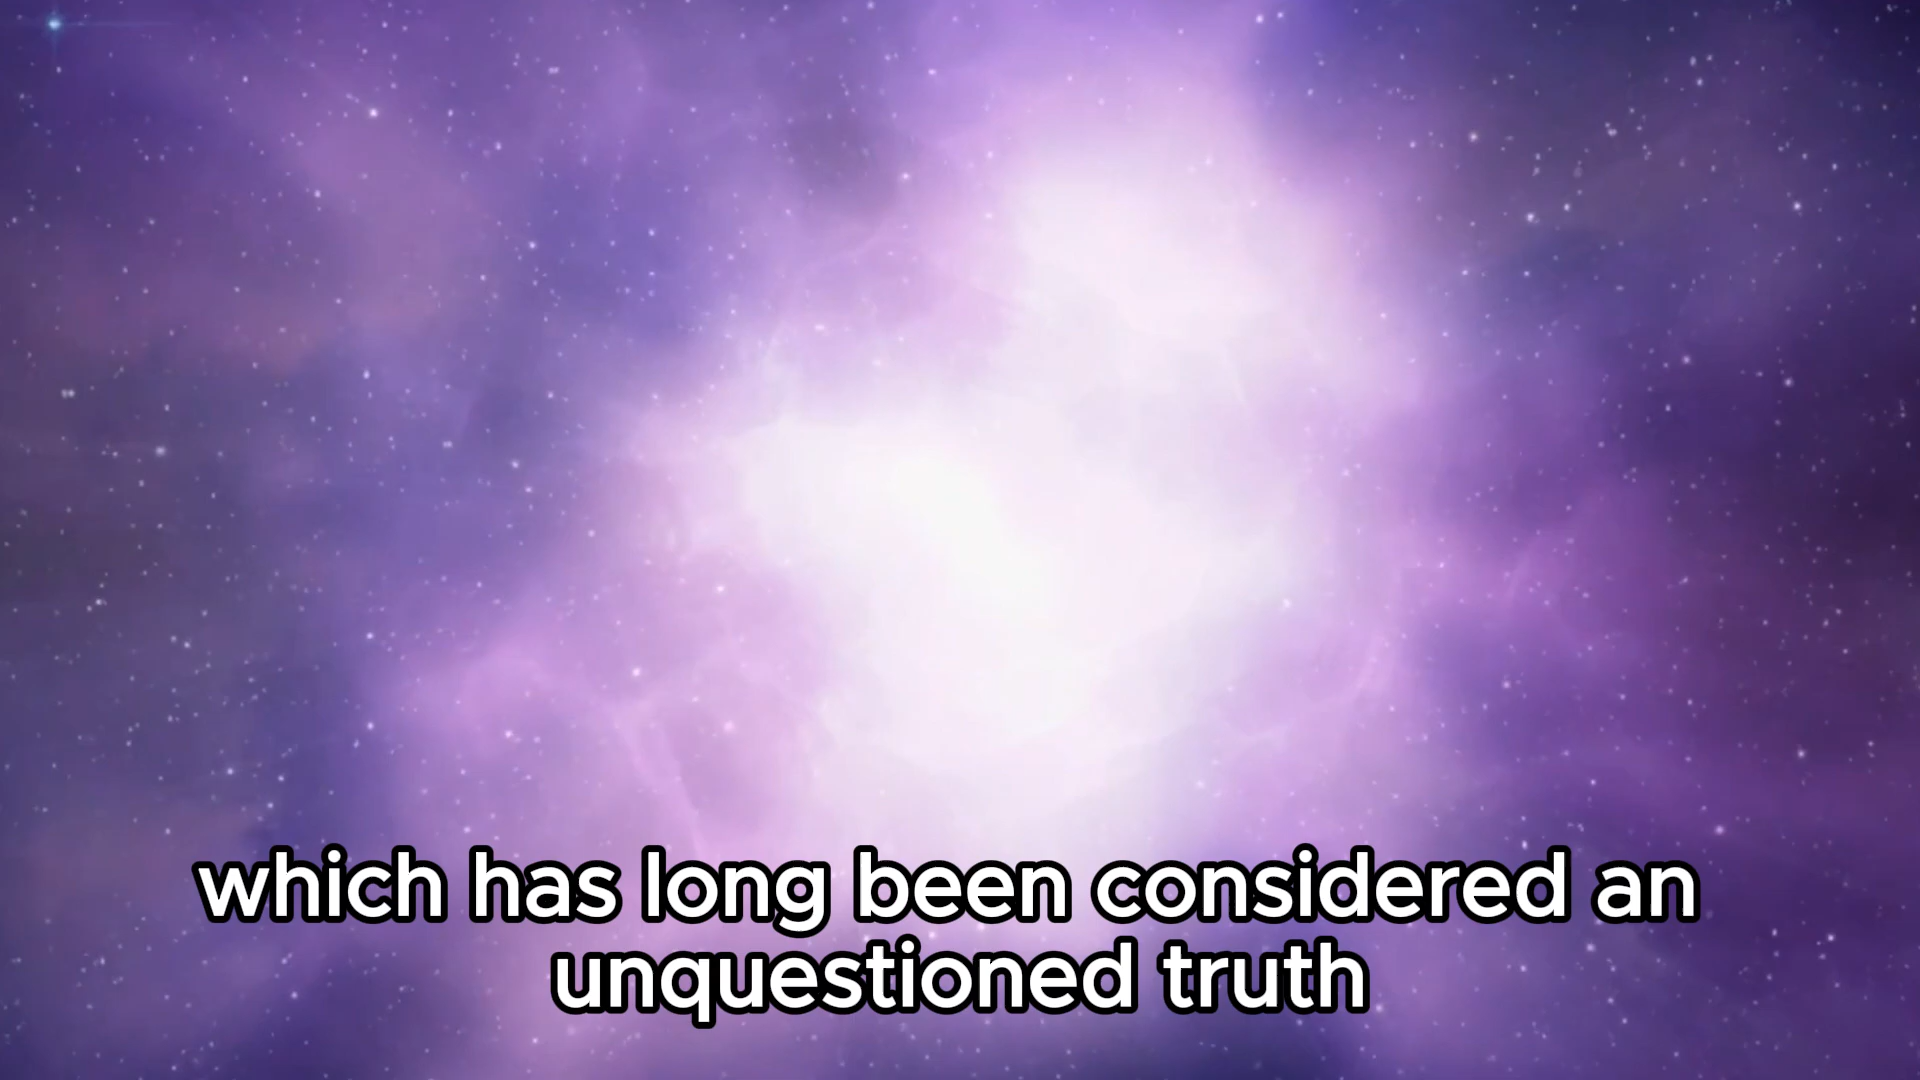 which has long been considered an
unquestioned truth